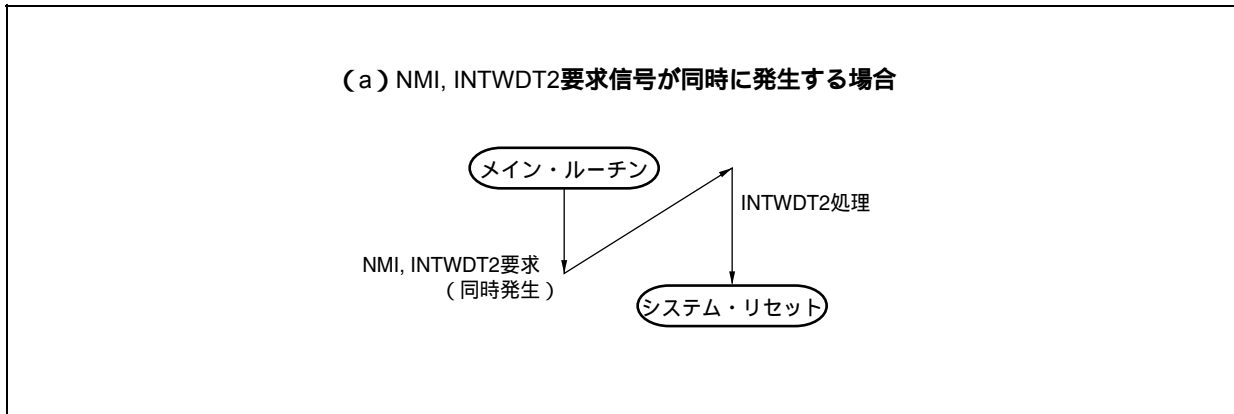 (a)NMI, INTWDT2要求信号が同時に発生する場合
メイン・ルーチン
INTWDT2処理
NMI, INTWDT2要求
(同時発生)
システム・リセット